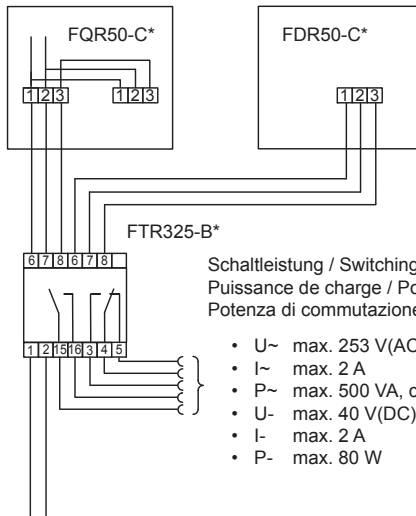 FQR50-C*
FDR50-C*
1 2 3
1 2 3
1 2 3
FTR325-B*
6 7 8 6 7 8
1 2 15 16 3 4 5
Schaltleistung / Switching
Puissance de charge /
Potenza di commutazione
• U~ max. 253 V(AC
• I~ max. 2 A
• P~ max. 500 VA,
• U- max. 40 V(DC)
• I- max. 2 A
• P- max. 80 W